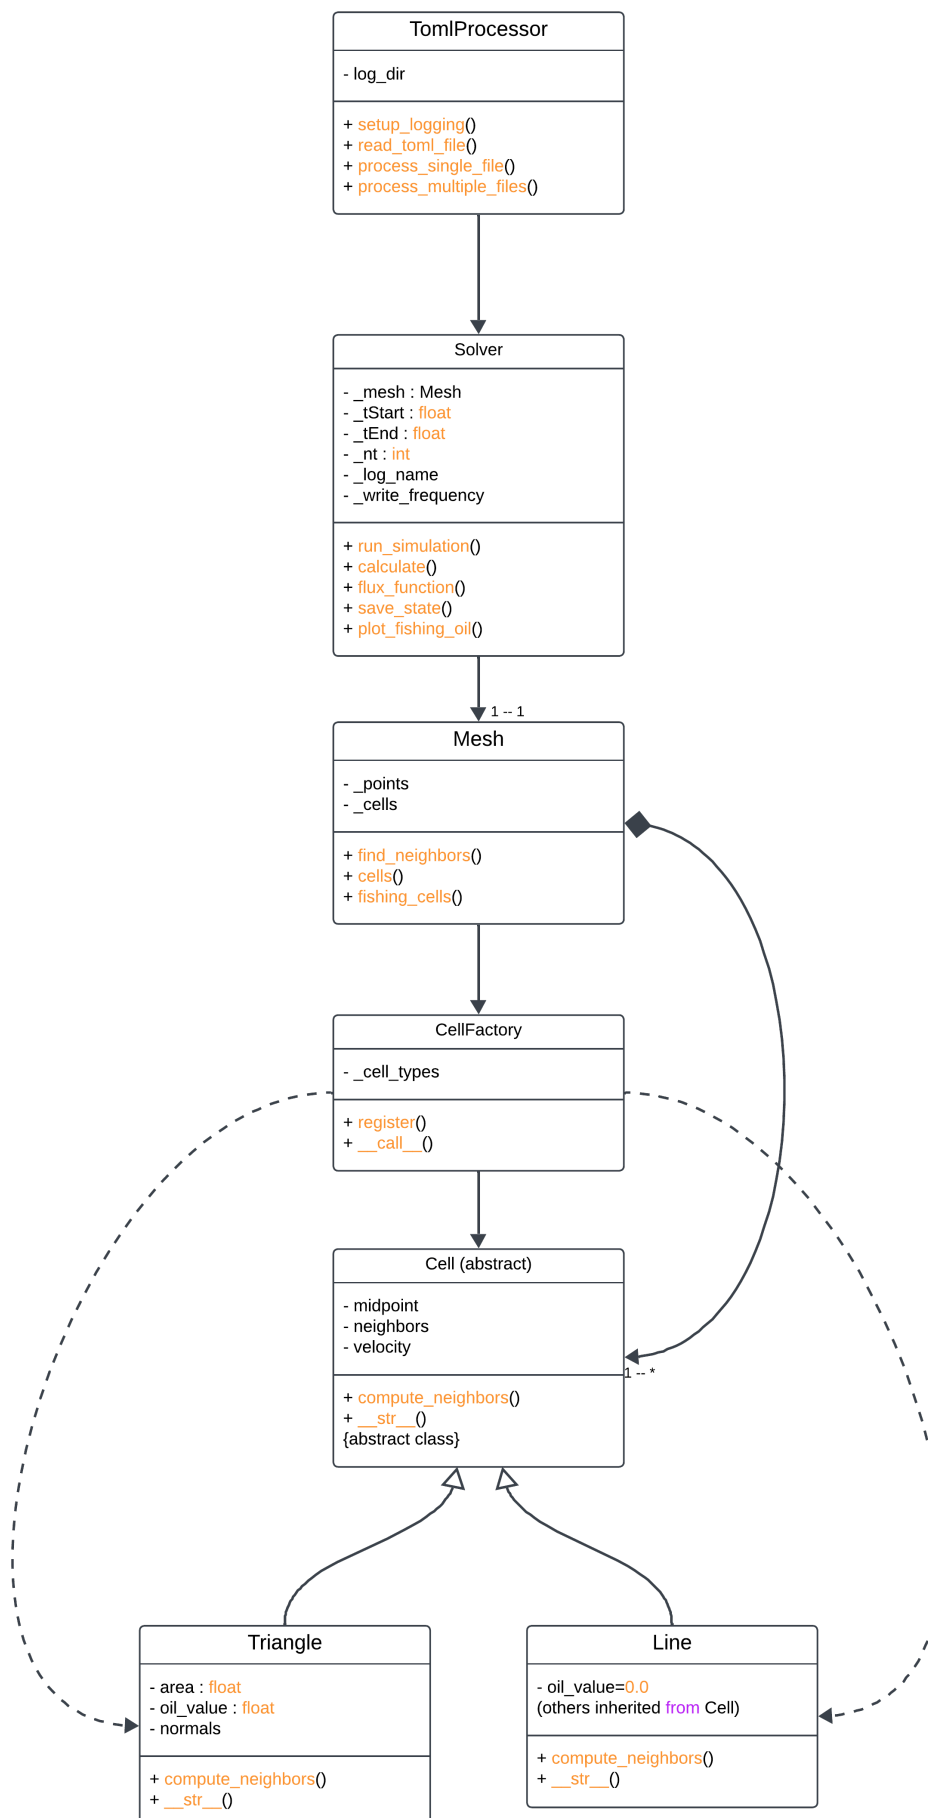 TomlProcessor
- log_dir
+ setup_logging()
+ read_toml_file()
+ process_single_file()
+ process_multiple_files()
Solver
- _mesh : Mesh
- _tStart : float
- _tEnd : float
- _nt : int
- _log_name
- _write_frequency
+ run_simulation()
+ calculate()
+ flux_function()
+ save_state()
+ plot_fishing_oil()
1 -- 1
Mesh
- _points
- _cells
+ find_neighbors()
+ cells()
+ fishing_cells()
CellFactory
- _cell_types
+ register()
+ __call__()
Cell (abstract)
- midpoint
- neighbors
- velocity
1 -- *
+ compute_neighbors()
+ __str__()
{abstract class}
Triangle
- area : float
- oil_value : float
- normals
+ compute_neighbors()
+ __str__()
Line
- oil_value=0.0
(others inherited from Cell)
+ compute_neighbors()
+ __str__()